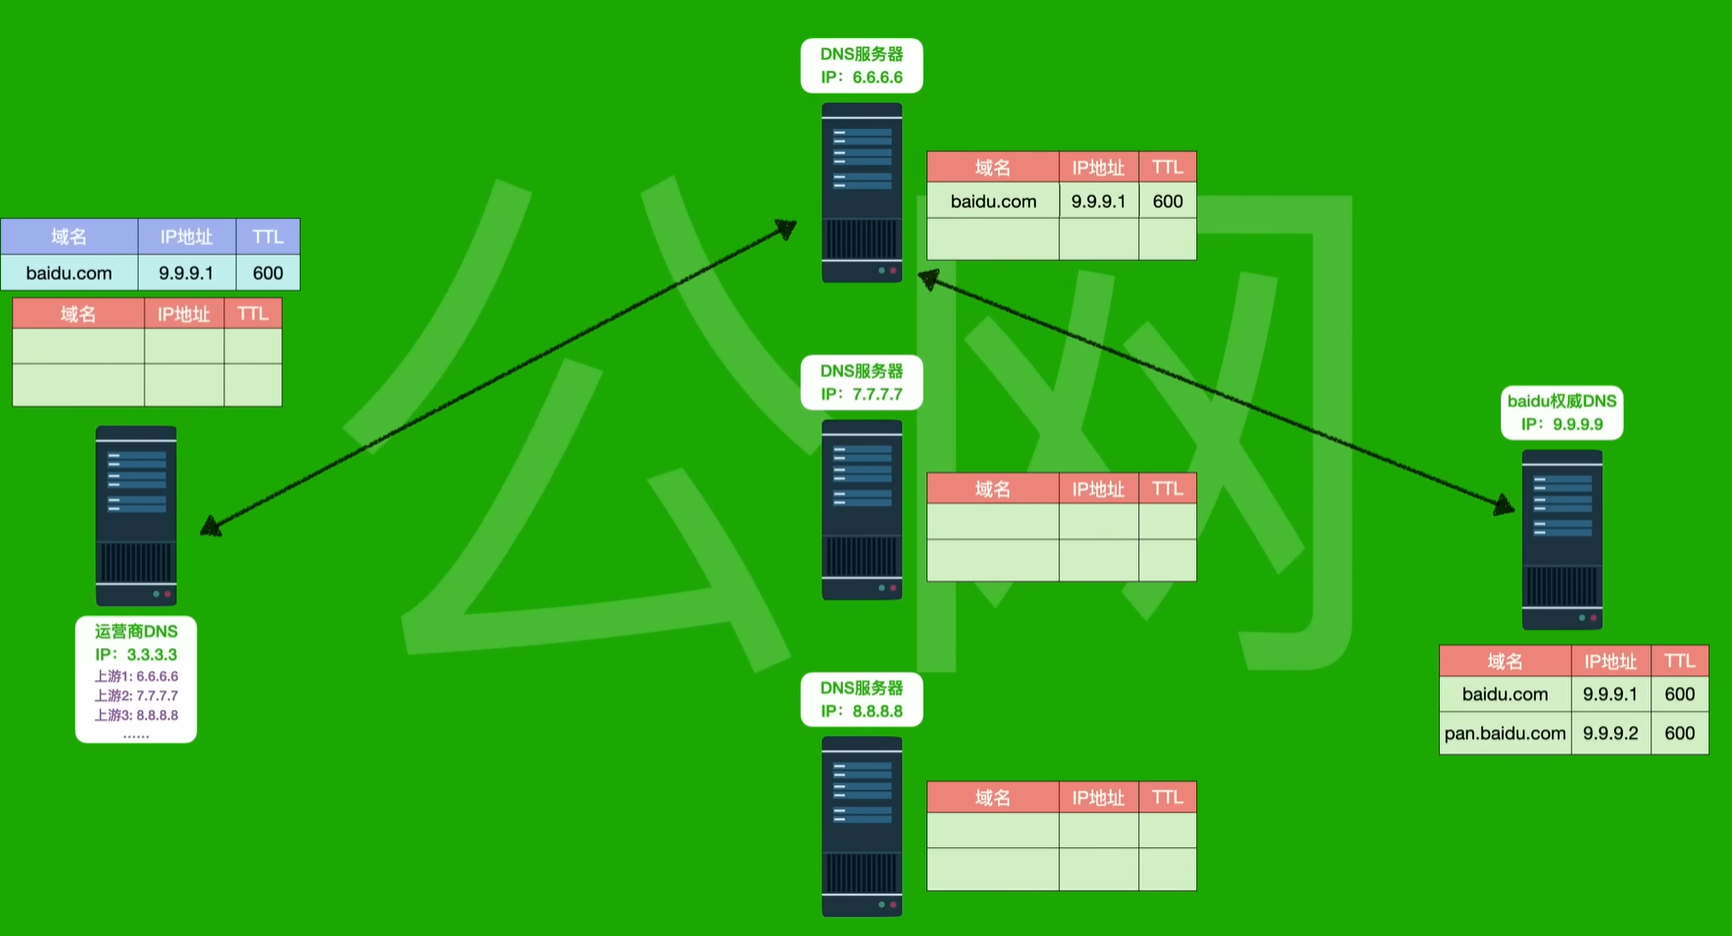 DNS服务器
IP：6.6.6.6
域名 IP地址 TTL
baidu.com 9.9.9.1 600
域名 IP地址 TTL
baidu.com 9.9.9.1 600
域名 IP地址 TTL
公网
DNS服务器
IP：7.7.7.7
域名 IP地址 TTL
baidu权威DNS
IP：9.9.9.9
运营商DNS
IP：3.3.3.3
上游1: 6.6.6.6
上游2: 7.7.7.7
上游3: 8.8.8.8
……
域名 IP地址 TTL
baidu.com 9.9.9.1 600
pan.baidu.com 9.9.9.2 600
DNS服务器
IP：8.8.8.8
域名 IP地址 TTL